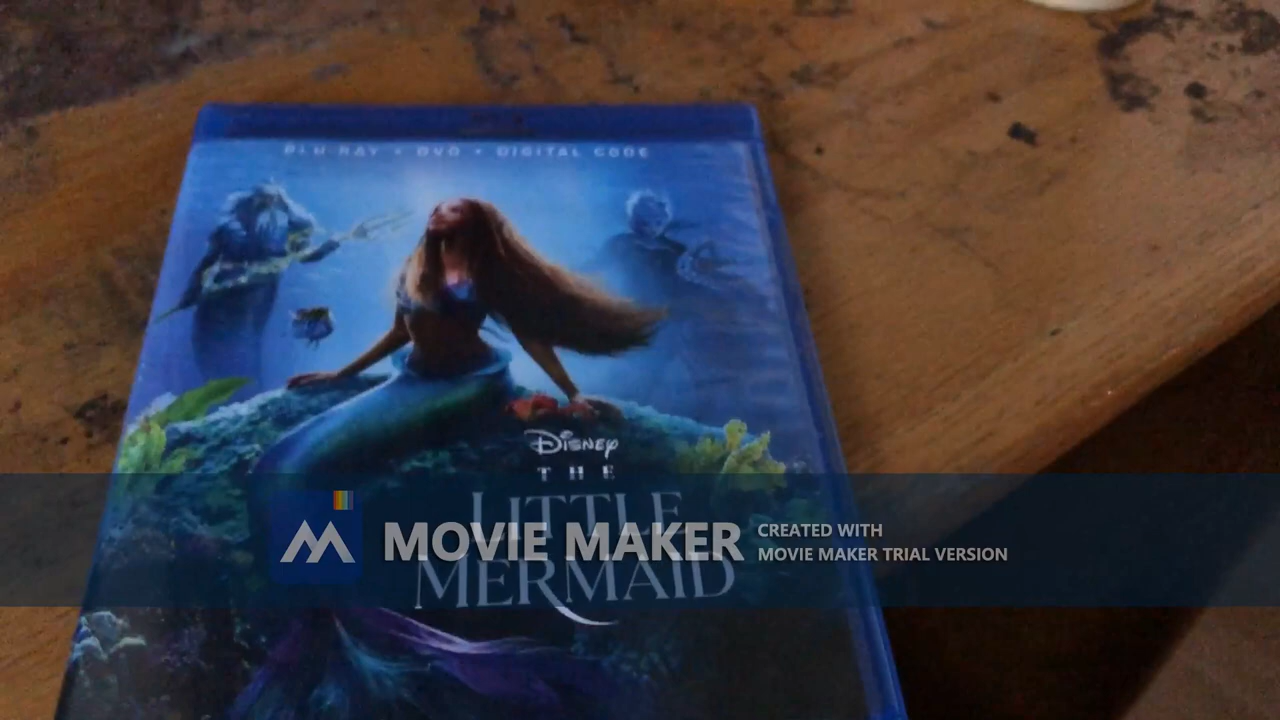 BLU-RAY + DVD + DIGITAL CODE
Disney
THE
LITTLE
MERMAID
MOVIE MAKER
CREATED WITH
MOVIE MAKER TRIAL VERSION